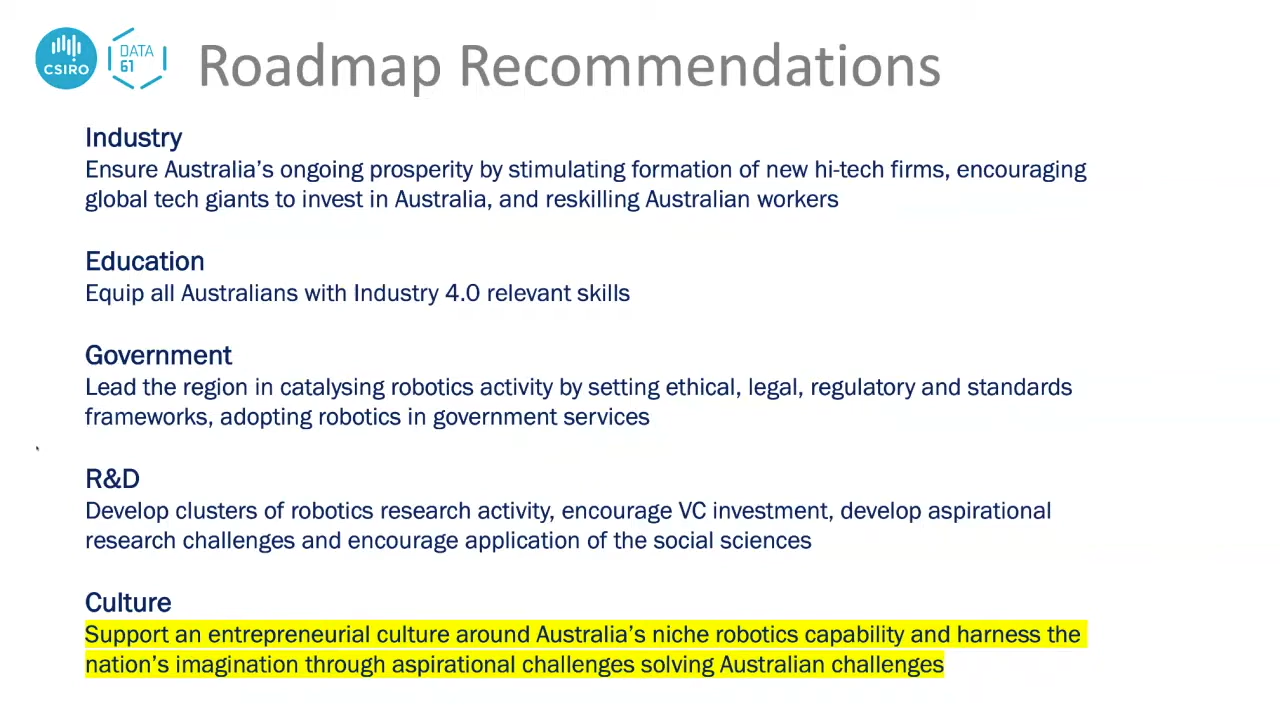 CSIRO
DATA
61
Roadmap Recommendations
Industry
Ensure Australia's ongoing prosperity by stimulating formation of new hi-tech firms, encouraging
global tech giants to invest in Australia, and reskilling Australian workers
Education
Equip all Australians with Industry 4.0 relevant skills
Government
Lead the region in catalysing robotics activity by setting ethical, legal, regulatory and standards
frameworks, adopting robotics in government services
R&D
Develop clusters of robotics research activity, encourage VC investment, develop aspirational
research challenges and encourage application of the social sciences
Culture
Support an entrepreneurial culture around Australia's niche robotics capability and harness the
nation's imagination through aspirational challenges solving Australian challenges